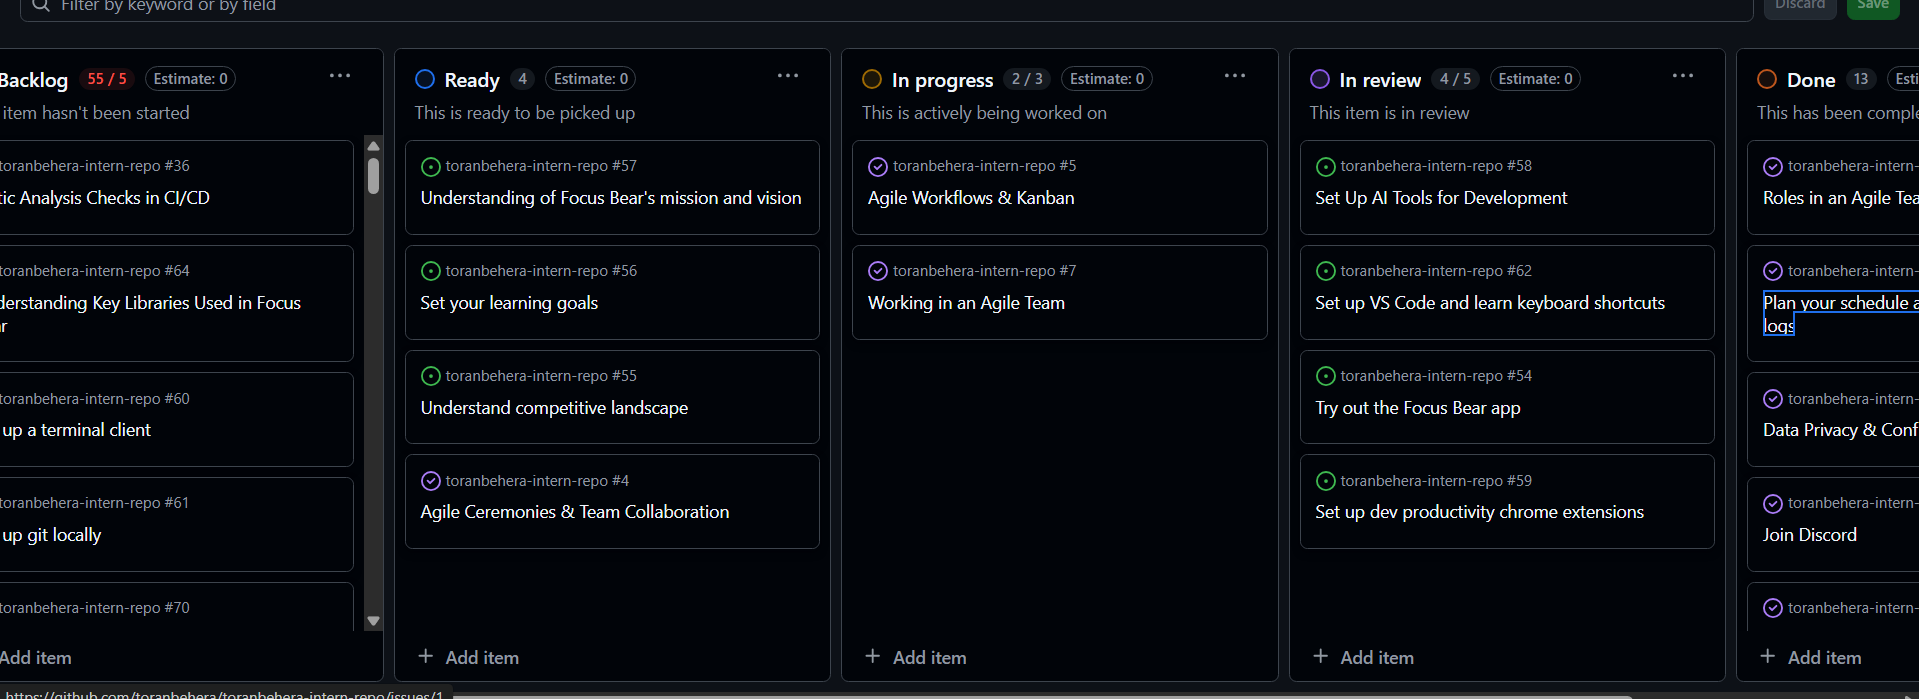 Filter by keyword or by field
Discard
Save
Backlog 55 / 5 Estimate: 0
item hasn't been started
toranbehera-intern-repo #36
tic Analysis Checks in CI/CD
toranbehera-intern-repo #64
derstanding Key Libraries Used in Focus
r
toranbehera-intern-repo #60
up a terminal client
toranbehera-intern-repo #61
up git locally
toranbehera-intern-repo #70
Add item
Ready 4 Estimate: 0
This is ready to be picked up
toranbehera-intern-repo #57
Understanding of Focus Bear's mission and vision
toranbehera-intern-repo #56
Set your learning goals
toranbehera-intern-repo #55
Understand competitive landscape
toranbehera-intern-repo #4
Agile Ceremonies & Team Collaboration
Add item
In progress 2 / 3 Estimate: 0
This is actively being worked on
toranbehera-intern-repo #5
Agile Workflows & Kanban
toranbehera-intern-repo #7
Working in an Agile Team
Add item
In review 4 / 5 Estimate: 0
This item is in review
toranbehera-intern-repo #58
Set Up AI Tools for Development
toranbehera-intern-repo #62
Set up VS Code and learn keyboard shortcuts
toranbehera-intern-repo #54
Try out the Focus Bear app
toranbehera-intern-repo #59
Set up dev productivity chrome extensions
Add item
Done 13 Esti
This has been comple
toranbehera-intern-
Roles in an Agile Tea
toranbehera-intern-
Plan your schedule a
logs
toranbehera-intern-
Data Privacy & Conf
toranbehera-intern-
Join Discord
toranbehera-intern-
Add item
https://github.com/toranbehera/toranbehera-intern-repo/issues/1